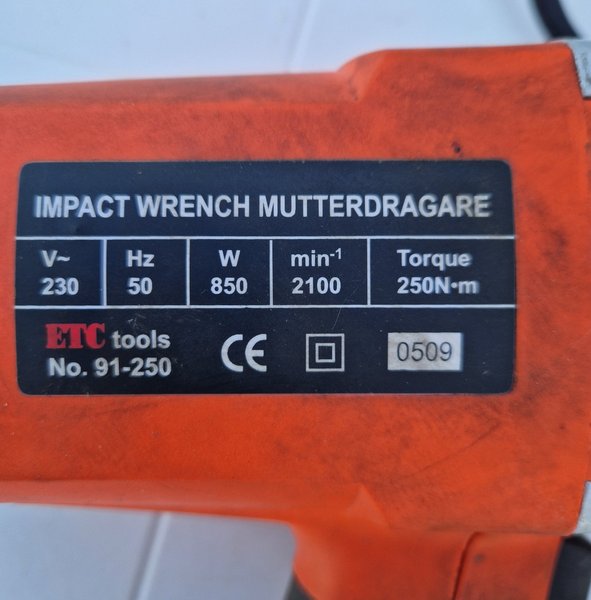 IMPACT WRENCH MUTTERDRAGARE
V~ Hz W min⁻¹ Torque
230 50 850 2100 250N•m
ETC tools
No. 91-250
CE
0509